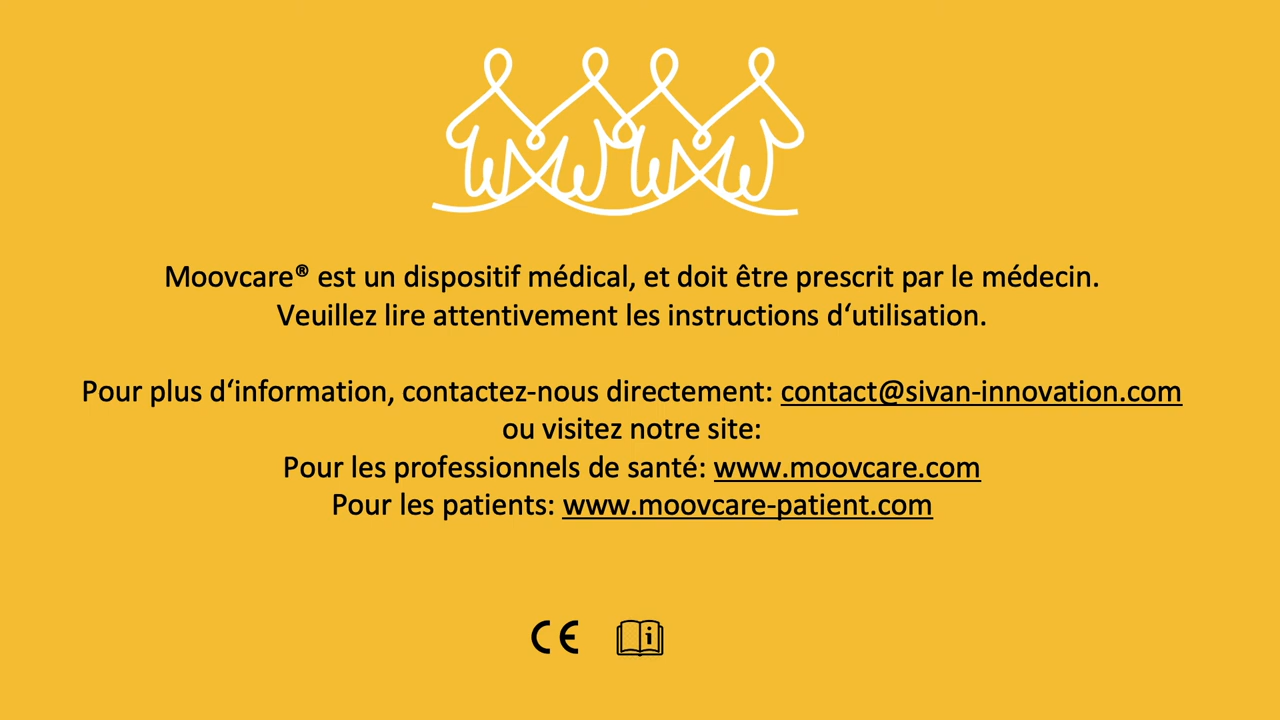 Moovcare® est un dispositif médical, et doit être prescrit par le médecin.
Veuillez lire attentivement les instructions d‘utilisation.
Pour plus d‘information, contactez-nous directement: contact@sivan-innovation.com
ou visitez notre site:
Pour les professionnels de santé: www.moovcare.com
Pour les patients: www.moovcare-patient.com
CE i